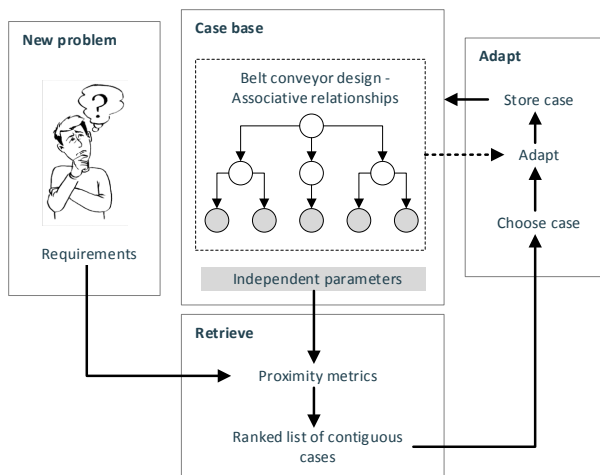 New problem
?
Requirements
Case base
Belt conveyor design -
Associative relationships
Independent parameters
Retrieve
Proximity metrics
Ranked list of contiguous
cases
Adapt
Store case
Adapt
Choose case